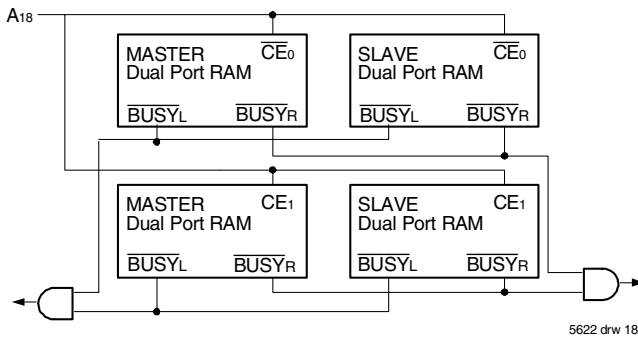 A18
MASTER CE0 SLAVE CE0
Dual Port RAM Dual Port RAM
BUSYL BUSYR BUSYL BUSYR
MASTER CE1 SLAVE CE1
Dual Port RAM Dual Port RAM
BUSYL BUSYR BUSYL BUSYR
5622 drw 18